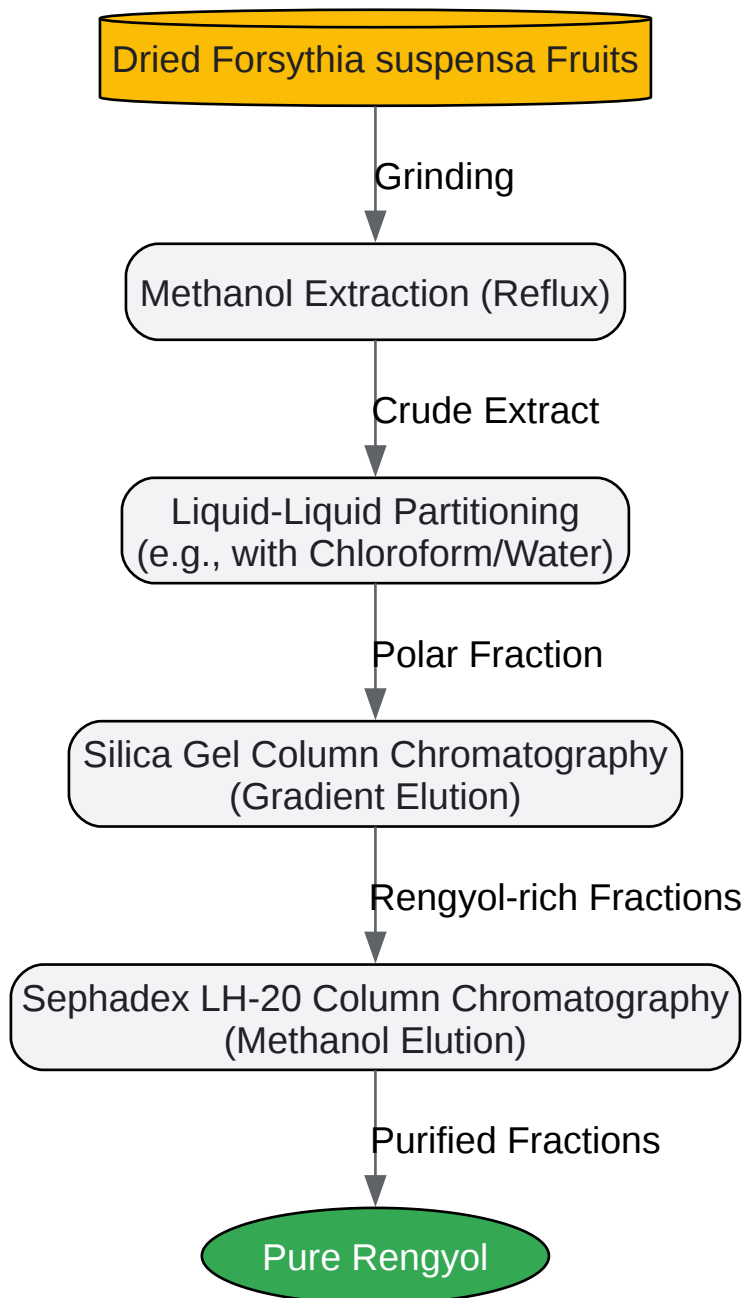 Dried Forsythia suspensa Fruits
Grinding
Methanol Extraction (Reflux)
Crude Extract
Liquid-Liquid Partitioning
(e.g., with Chloroform/Water)
Polar Fraction
Silica Gel Column Chromatography
(Gradient Elution)
Rengyol-rich Fractions
Sephadex LH-20 Column Chromatography
(Methanol Elution)
Purified Fractions
Pure Rengyol